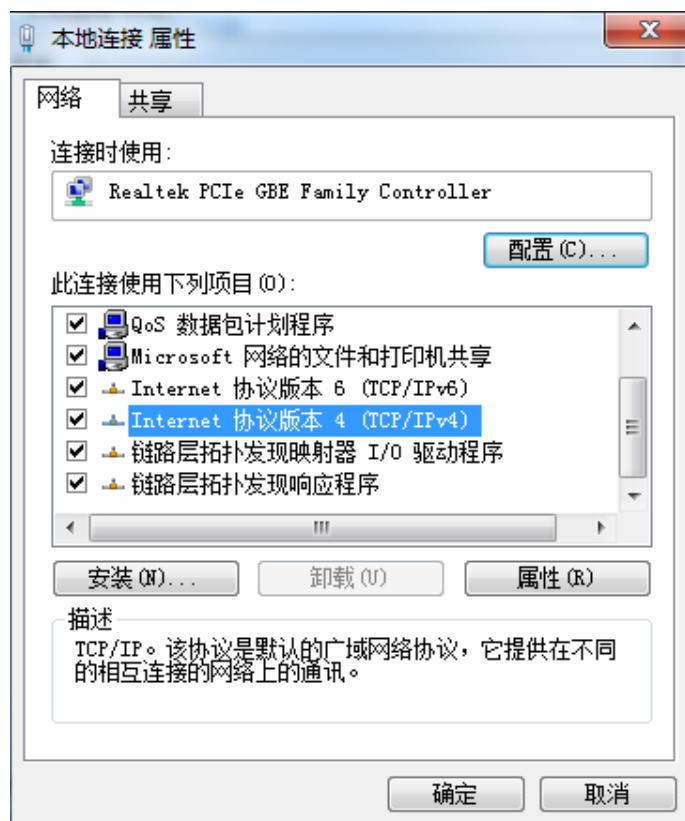 本地连接 属性
网络
共享
连接时使用:
Realtek PCIe GBE Family Controller
配置(C)...
此连接使用下列项目(O):
QoS 数据包计划程序
Microsoft 网络的文件和打印机共享
Internet 协议版本 6 (TCP/IPv6)
Internet 协议版本 4 (TCP/IPv4)
链路层拓扑发现映射器 I/O 驱动程序
链路层拓扑发现响应程序
安装(N)...
卸载(U)
属性(R)
描述
TCP/IP。该协议是默认的广域网络协议，它提供在不同
的相互连接的网络上的通讯。
确定
取消